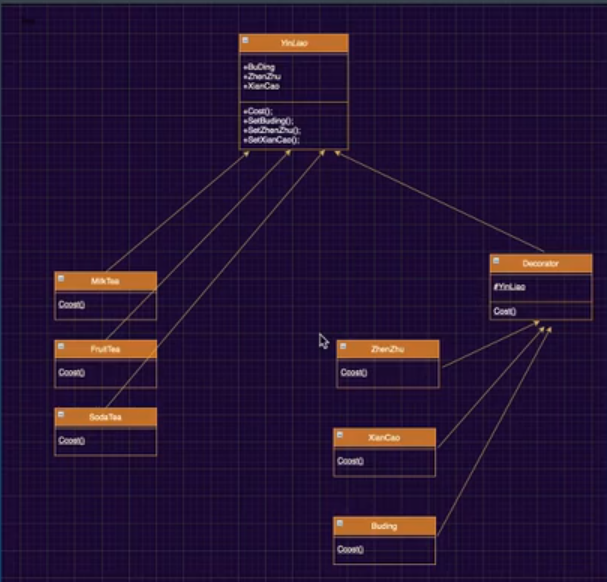 YinLiao
+BuDing
+ZhenZhu
+XianCao
+Cost();
+SetBuding();
+SetZhenZhu();
+SetXianCao();
Decorator
#YinLiao
Cost()
MilkTea
Ccost()
FruitTea
Ccost()
SodaTea
Ccost()
ZhenZhu
Ccost()
XianCao
Ccost()
Buding
Ccost()